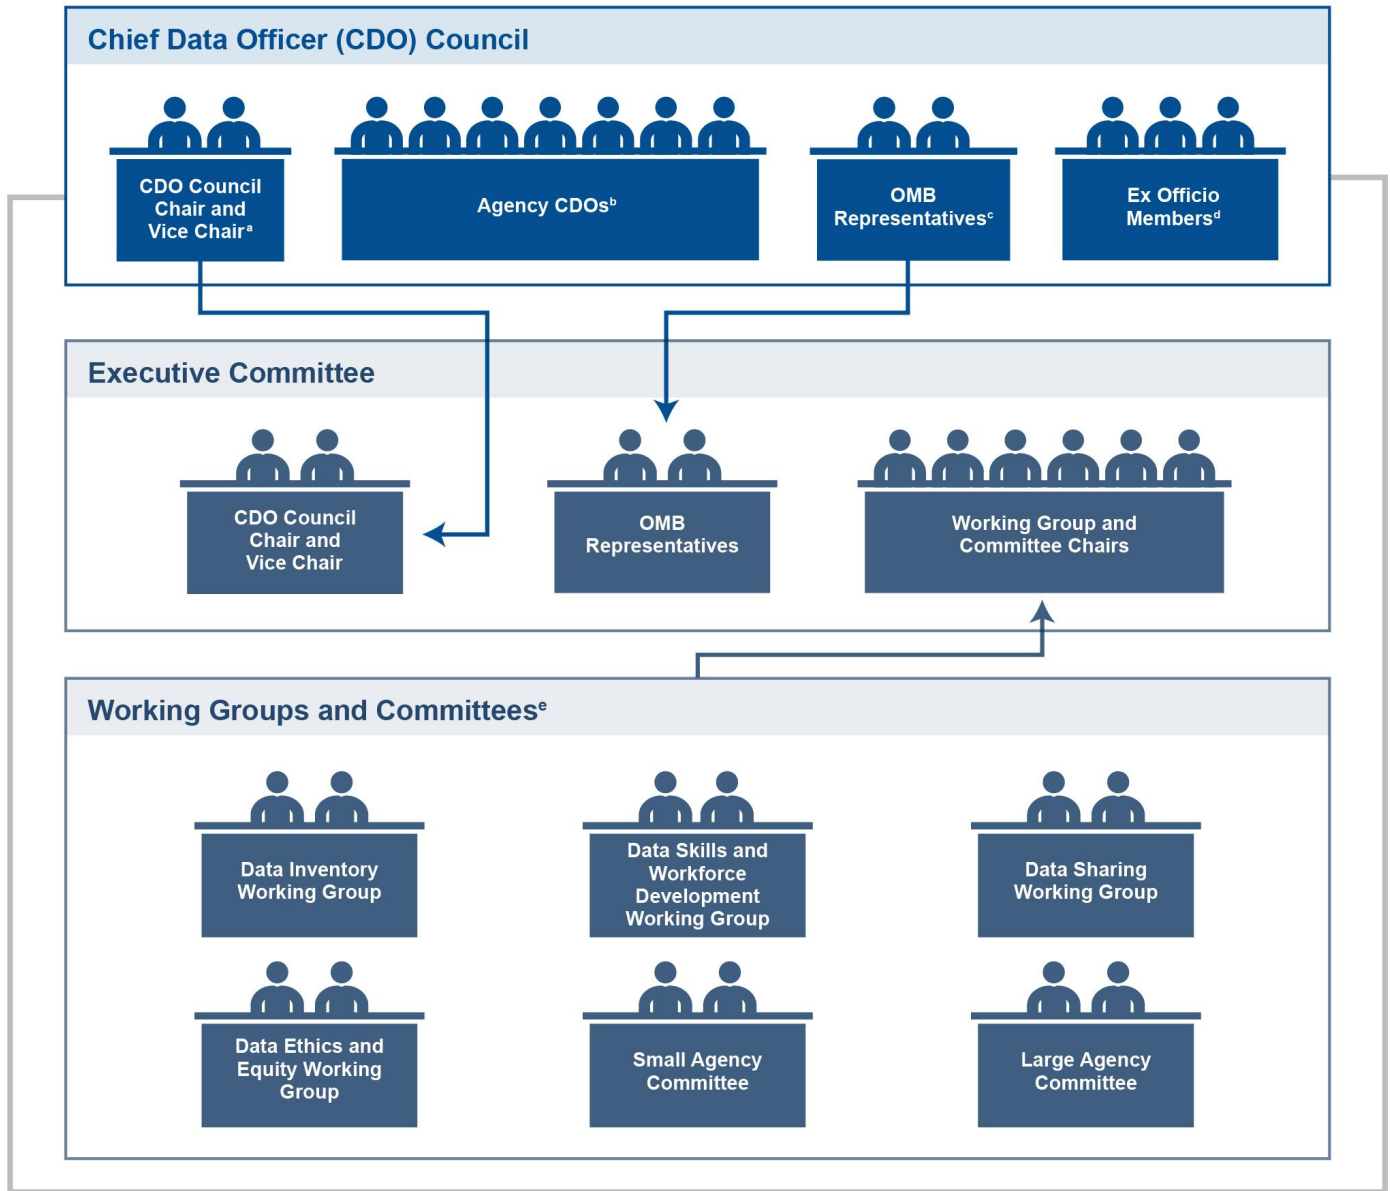 Chief Data Officer (CDO) Council
CDO Council
Chair and
Vice Chairᵃ
Agency CDOsᵇ
OMB
Representativesᶜ
Ex Officio
Membersᵈ
Executive Committee
CDO Council
Chair and
Vice Chair
OMB
Representatives
Working Group and
Committee Chairs
Working Groups and Committeesᵉ
Data Inventory
Working Group
Data Skills and
Workforce
Development
Working Group
Data Sharing
Working Group
Data Ethics and
Equity Working
Group
Small Agency
Committee
Large Agency
Committee